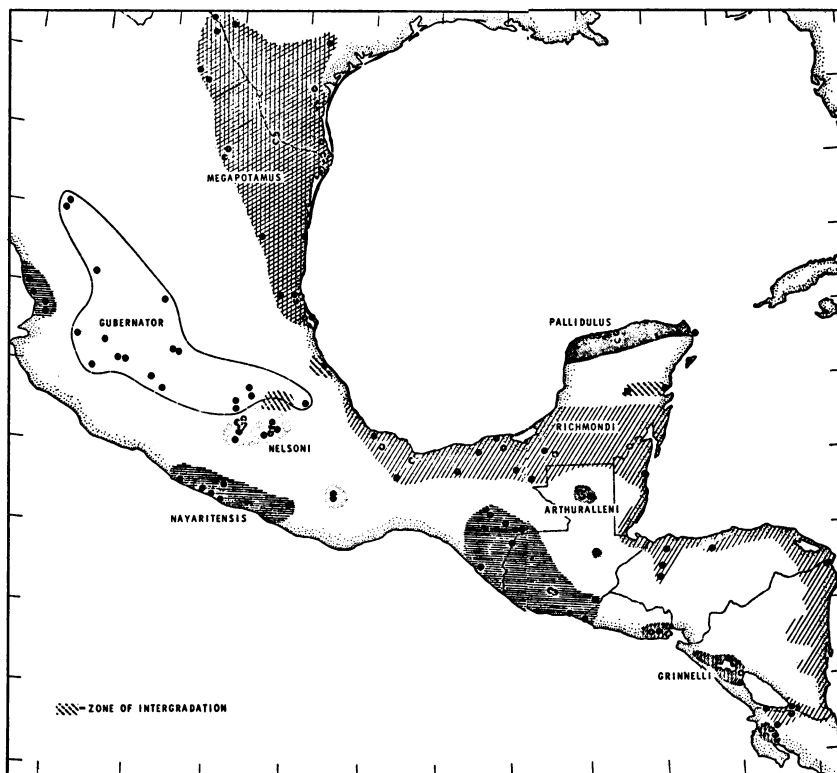 MEGAPOTAMUS
GUBERNATOR
PALLIDULUS
RICHMONDI
NELSONI
ARTHURALLENI
NAYARITENSIS
GRINNELLI
=ZONE OF INTERGRADATION